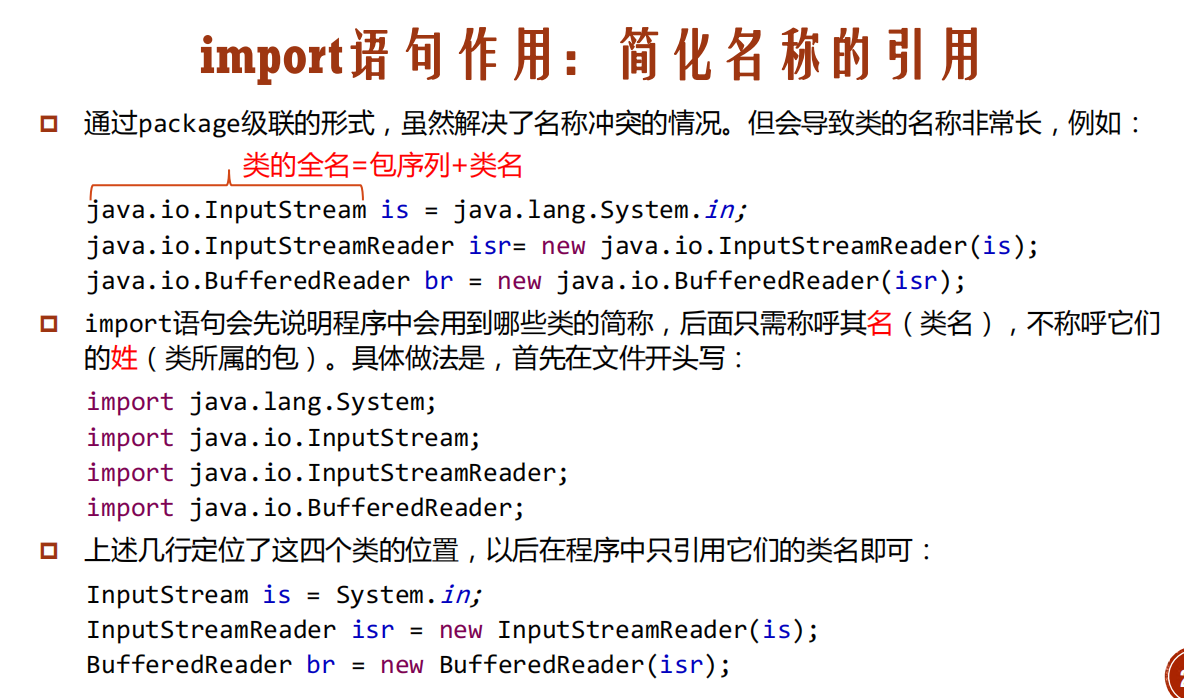 import语句作用：简化名称的引用
通过package级联的形式，虽然解决了名称冲突的情况。但会导致类的名称非常长，例如：
类的全名=包序列+类名
java.io.InputStream is = java.lang.System.in;
java.io.InputStreamReader isr= new java.io.InputStreamReader(is);
java.io.BufferedReader br = new java.io.BufferedReader(isr);
import语句会先说明程序中会用到哪些类的简称，后面只需称呼其名（类名），不称呼它们
的姓（类所属的包）。具体做法是，首先在文件开头写：
import java.lang.System;
import java.io.InputStream;
import java.io.InputStreamReader;
import java.io.BufferedReader;
上述几行定位了这四个类的位置，以后在程序中只引用它们的类名即可：
InputStream is = System.in;
InputStreamReader isr = new InputStreamReader(is);
BufferedReader br = new BufferedReader(isr);